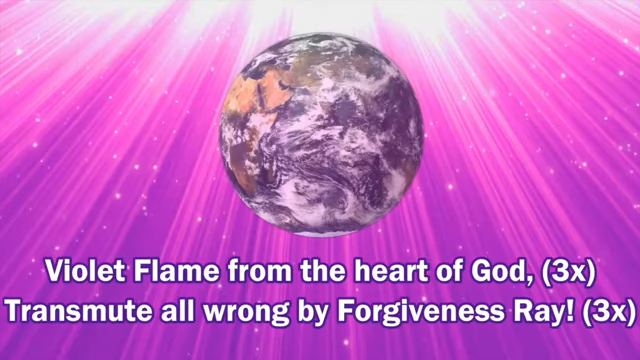 Violet Flame from the heart of God, (3x)
Transmute all wrong by Forgiveness Ray! (3x)